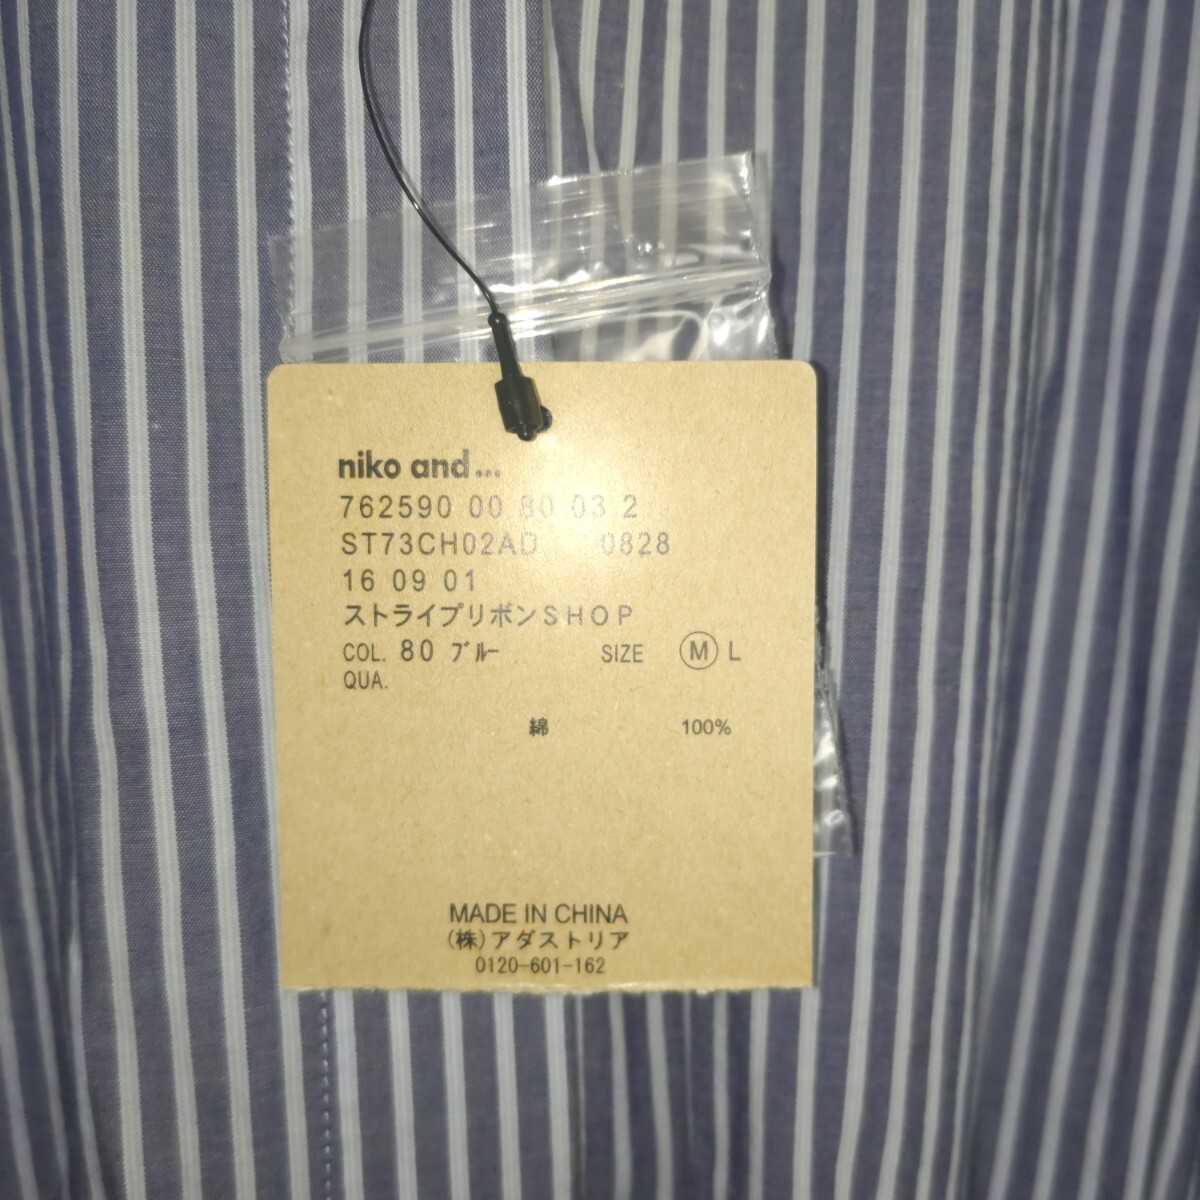 niko and...
762590 00 80 03 2
ST73CH02AD 0828
16 09 01
ストライプリボンSHOP
COL. 80 ブルー SIZE M L
QUA.
綿 100%
MADE IN CHINA
(株)アダストリア
0120-601-162